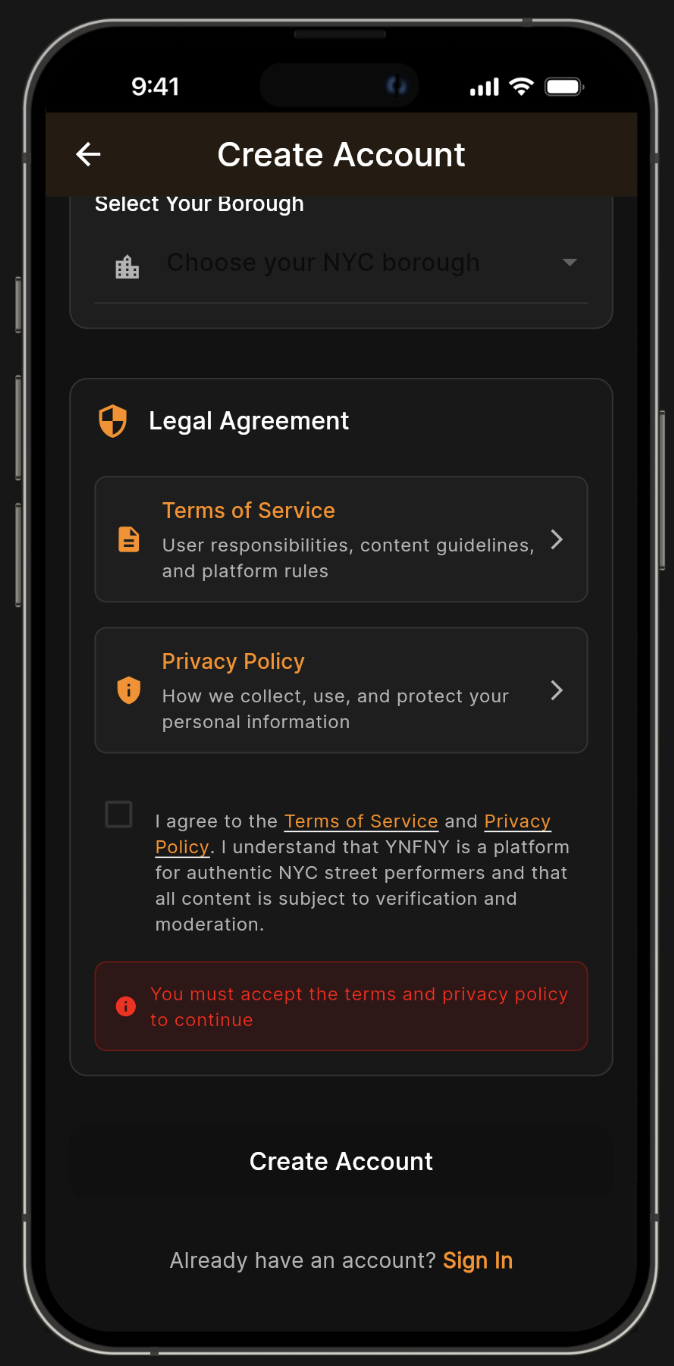 9:41
Create Account
Select Your Borough
Choose your NYC borough
Legal Agreement
Terms of Service
User responsibilities, content guidelines,
and platform rules
Privacy Policy
How we collect, use, and protect your
personal information
I agree to the Terms of Service and Privacy
Policy. I understand that YNFNY is a platform
for authentic NYC street performers and that
all content is subject to verification and
moderation.
You must accept the terms and privacy policy
to continue
Create Account
Already have an account? Sign In